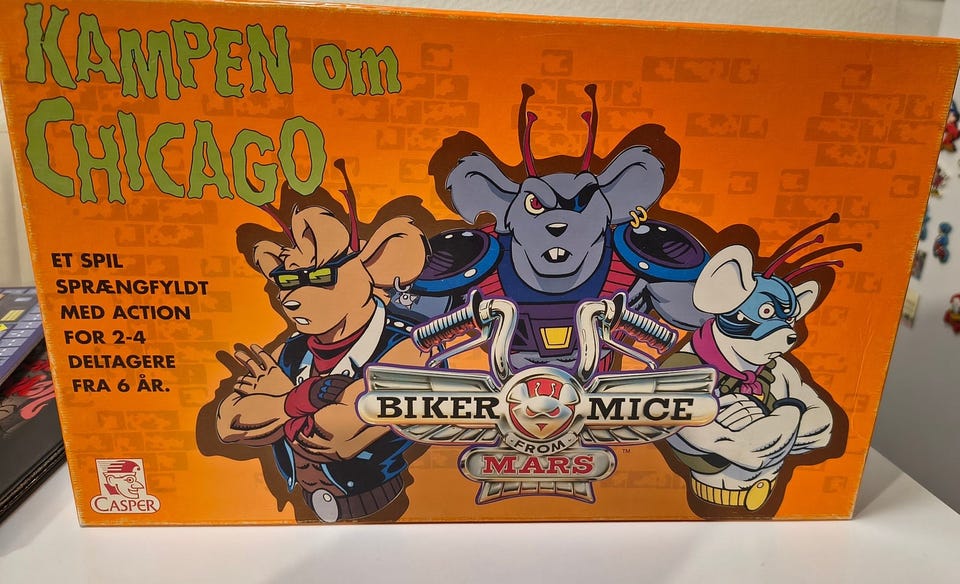 KAMPEN om
CHICAGO
ET SPIL
SPRÆNGFYLDT
MED ACTION
FOR 2-4
DELTAGERE
FRA 6 ÅR.
BIKER MICE
FROM
MARS
TM
CASPER